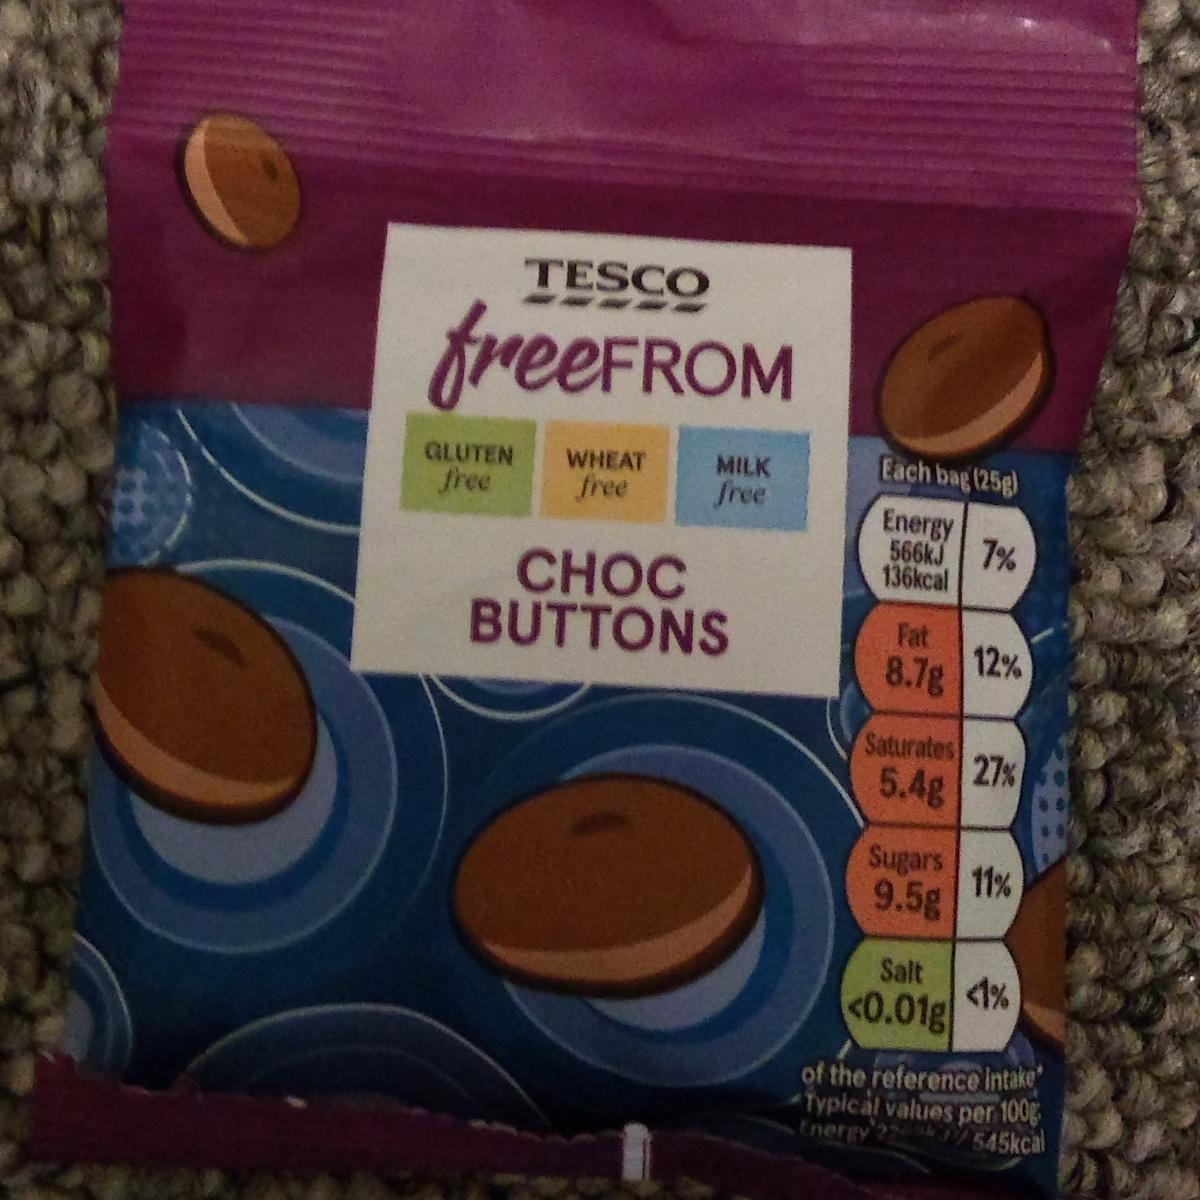 TESCO
freeFROM
GLUTEN
free
WHEAT
free
MILK
free
CHOC
BUTTONS
Each bag (25g)
Energy
566kJ
136kcal
7%
Fat
8.7g
12%
Saturates
5.4g
27%
Sugars
9.5g
11%
Salt
<0.01g
<1%
of the reference intake*
Typical values per 100g:
Energy / 545kcal